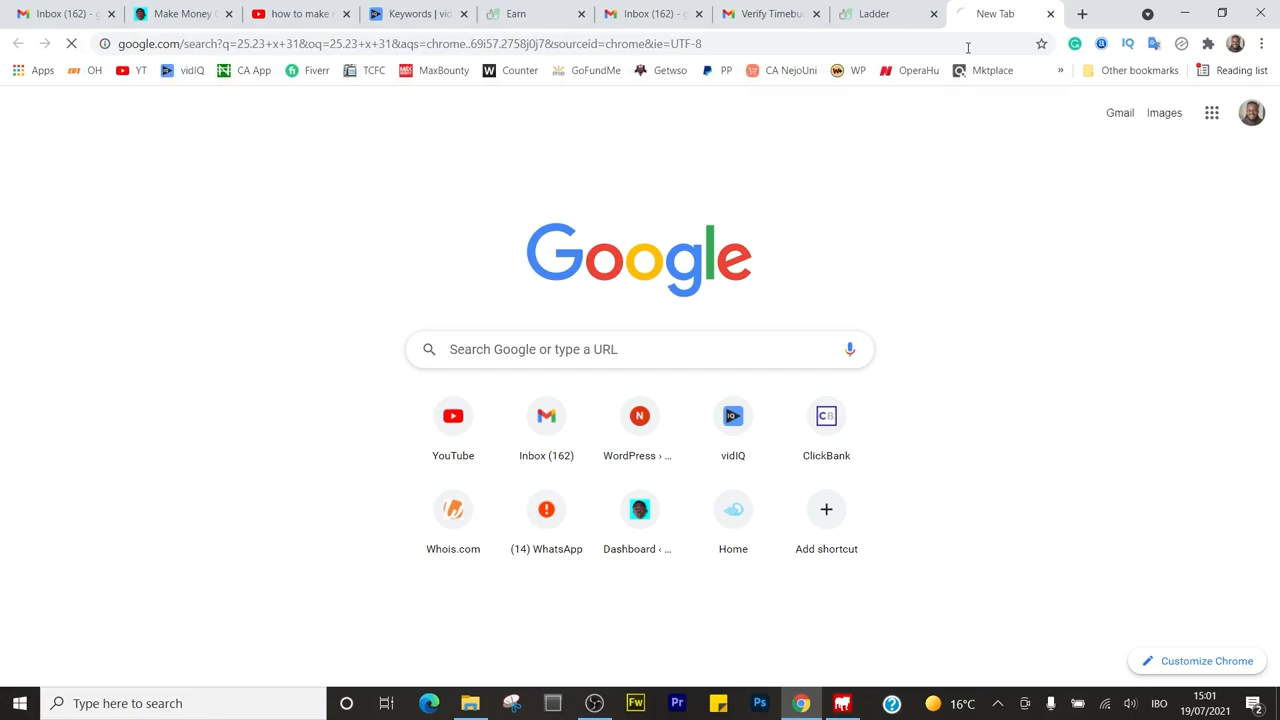 Inbox (162) - g
Make Money O
how to make r
Keywords | vid
Earn
Inbox (162) - g
Verify Timebuc
Ladder
New Tab
google.com/search?q=25.23+x+31&oq=25.23+x+31&aqs=chrome..69i57.2758j0j7&sourceid=chrome&ie=UTF-8
Apps
OH
YT
vidIQ
CA App
Fiverr
TCFC
MaxBounty
Counter
GoFundMe
Getwso
PP
CA NejoUni
WP
OperaHu
Mktplace
»
Other bookmarks
Reading list
Gmail
Images
Google
Search Google or type a URL
YouTube
Inbox (162)
WordPress › ...
vidIQ
ClickBank
Whois.com
(14) WhatsApp
Dashboard ‹ ...
Home
Add shortcut
Customize Chrome
Type here to search
16°C
IBO
15:01
19/07/2021
2